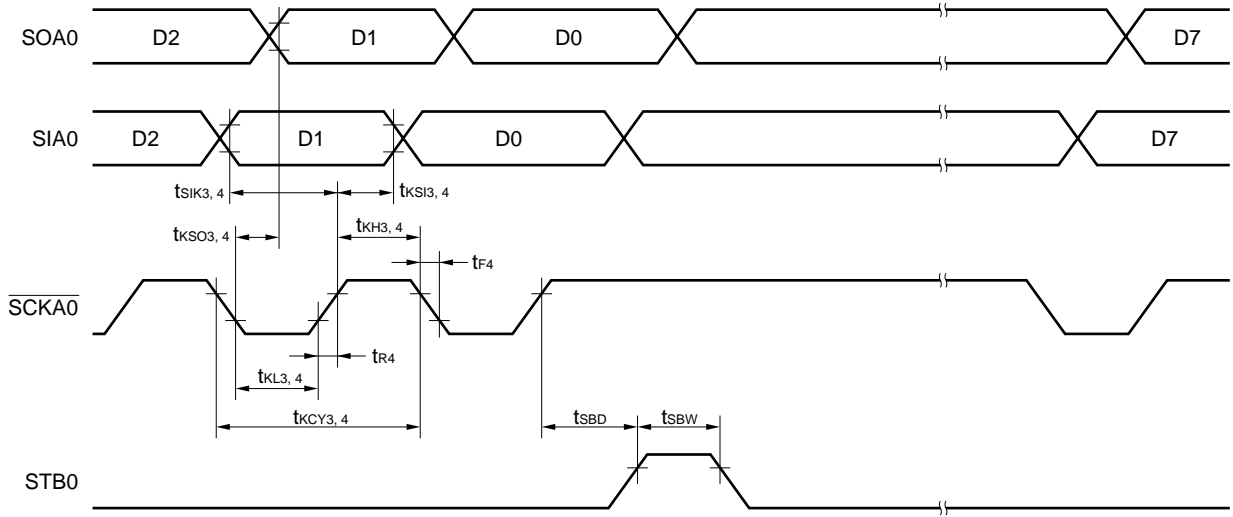 SOA0 D2 D1 D0 D7
SIA0 D2 D1 D0 D7
tSIK3, 4 tKSI3, 4
tKSO3, 4 tKH3, 4
tF4
SCKA0
tR4
tKL3, 4
tKCY3, 4 tSBD tSBW
STB0